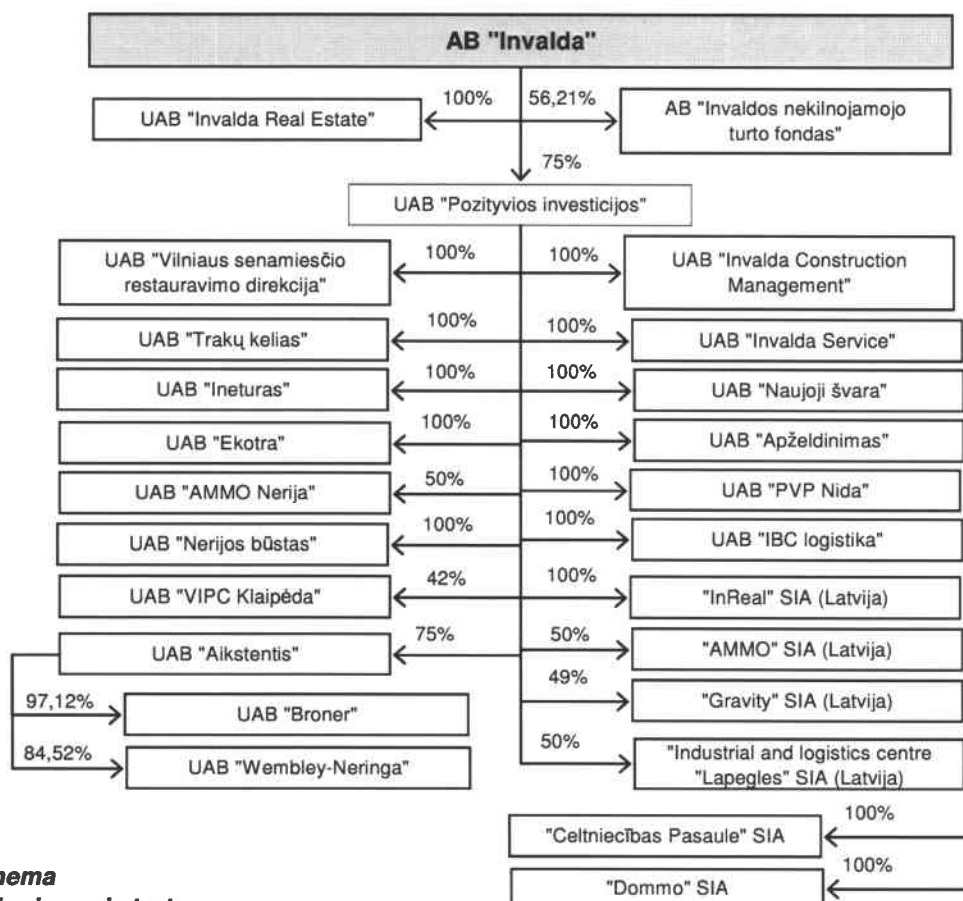 AB "Invalda"
100%
56,21%
UAB "Invalda Real Estate"
AB "Invaldos nekilnojamojo
turto fondas"
75%
UAB "Pozityvios investicijos"
UAB "Vilniaus senamiesčio
restauravimo direkcija"
100%
100%
UAB "Invalda Construction
Management"
UAB "Trakų kelias"
100%
100%
UAB "Invalda Service"
UAB "Ineturas"
100%
100%
UAB "Naujoji švara"
UAB "Ekotra"
100%
100%
UAB "Apželdinimas"
UAB "AMMO Nerija"
50%
100%
UAB "PVP Nida"
UAB "Nerijos būstas"
100%
100%
UAB "IBC logistika"
UAB "VIPC Klaipėda"
42%
100%
"InReal" SIA (Latvija)
UAB "Aikstentis"
75%
50%
"AMMO" SIA (Latvija)
97,12%
UAB "Broner"
49%
"Gravity" SIA (Latvija)
84,52%
UAB "Wembley-Neringa"
50%
"Industrial and logistics centre
"Lapegles" SIA (Latvija)
"Celtniecības Pasaule" SIA
100%
"Dommo" SIA
100%